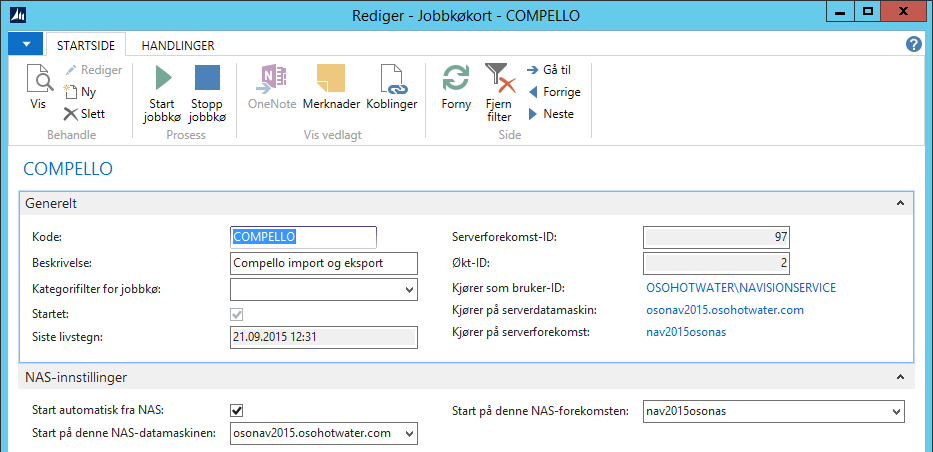 Rediger - Jobbkøkort - COMPELLO
STARTSIDE HANDLINGER
Vis
Rediger
Ny
Slett
Behandle
Start jobbkø
Stopp jobbkø
Prosess
OneNote
Merknader
Koblinger
Vis vedlagt
Forny
Fjern filter
Gå til
Forrige
Neste
Side
COMPELLO
Generelt
Kode: COMPELLO
Beskrivelse: Compello import og eksport
Kategorifilter for jobbkø:
Startet:
Siste livstegn: 21.09.2015 12:31
Serverforekomst-ID: 97
Økt-ID: 2
Kjører som bruker-ID: OSOHOTWATER\NAVISIONSERVICE
Kjører på serverdatamaskin: osonav2015.osohotwater.com
Kjører på serverforekomst: nav2015osonas
NAS-innstillinger
Start automatisk fra NAS:
Start på denne NAS-datamaskinen: osonav2015.osohotwater.com
Start på denne NAS-forekomsten: nav2015osonas